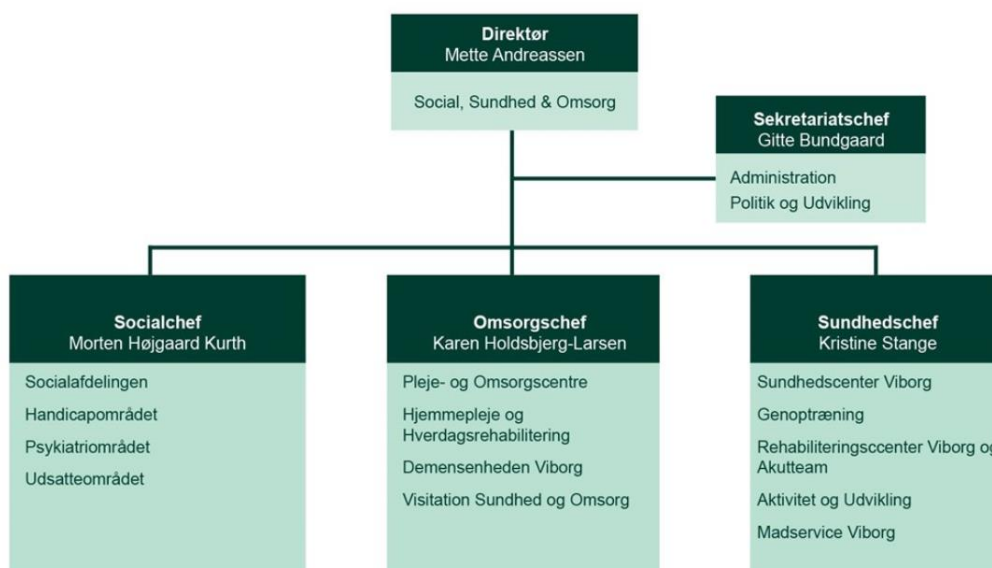 Direktør
Mette Andreassen
Social, Sundhed & Omsorg
Sekretariatschef
Gitte Bundgaard
Administration
Politik og Udvikling
Socialchef
Morten Højgaard Kurth
Socialafdelingen
Handicapområdet
Psykiatriområdet
Udsatteområdet
Omsorgschef
Karen Holdsbjerg-Larsen
Pleje- og Omsorgscentre
Hjemmepleje og
Hverdagsrehabilitering
Demensenheden Viborg
Visitation Sundhed og Omsorg
Sundhedschef
Kristine Stange
Sundhedscenter Viborg
Genoptræning
Rehabiliteringsccenter Viborg og
Akutteam
Aktivitet og Udvikling
Madservice Viborg